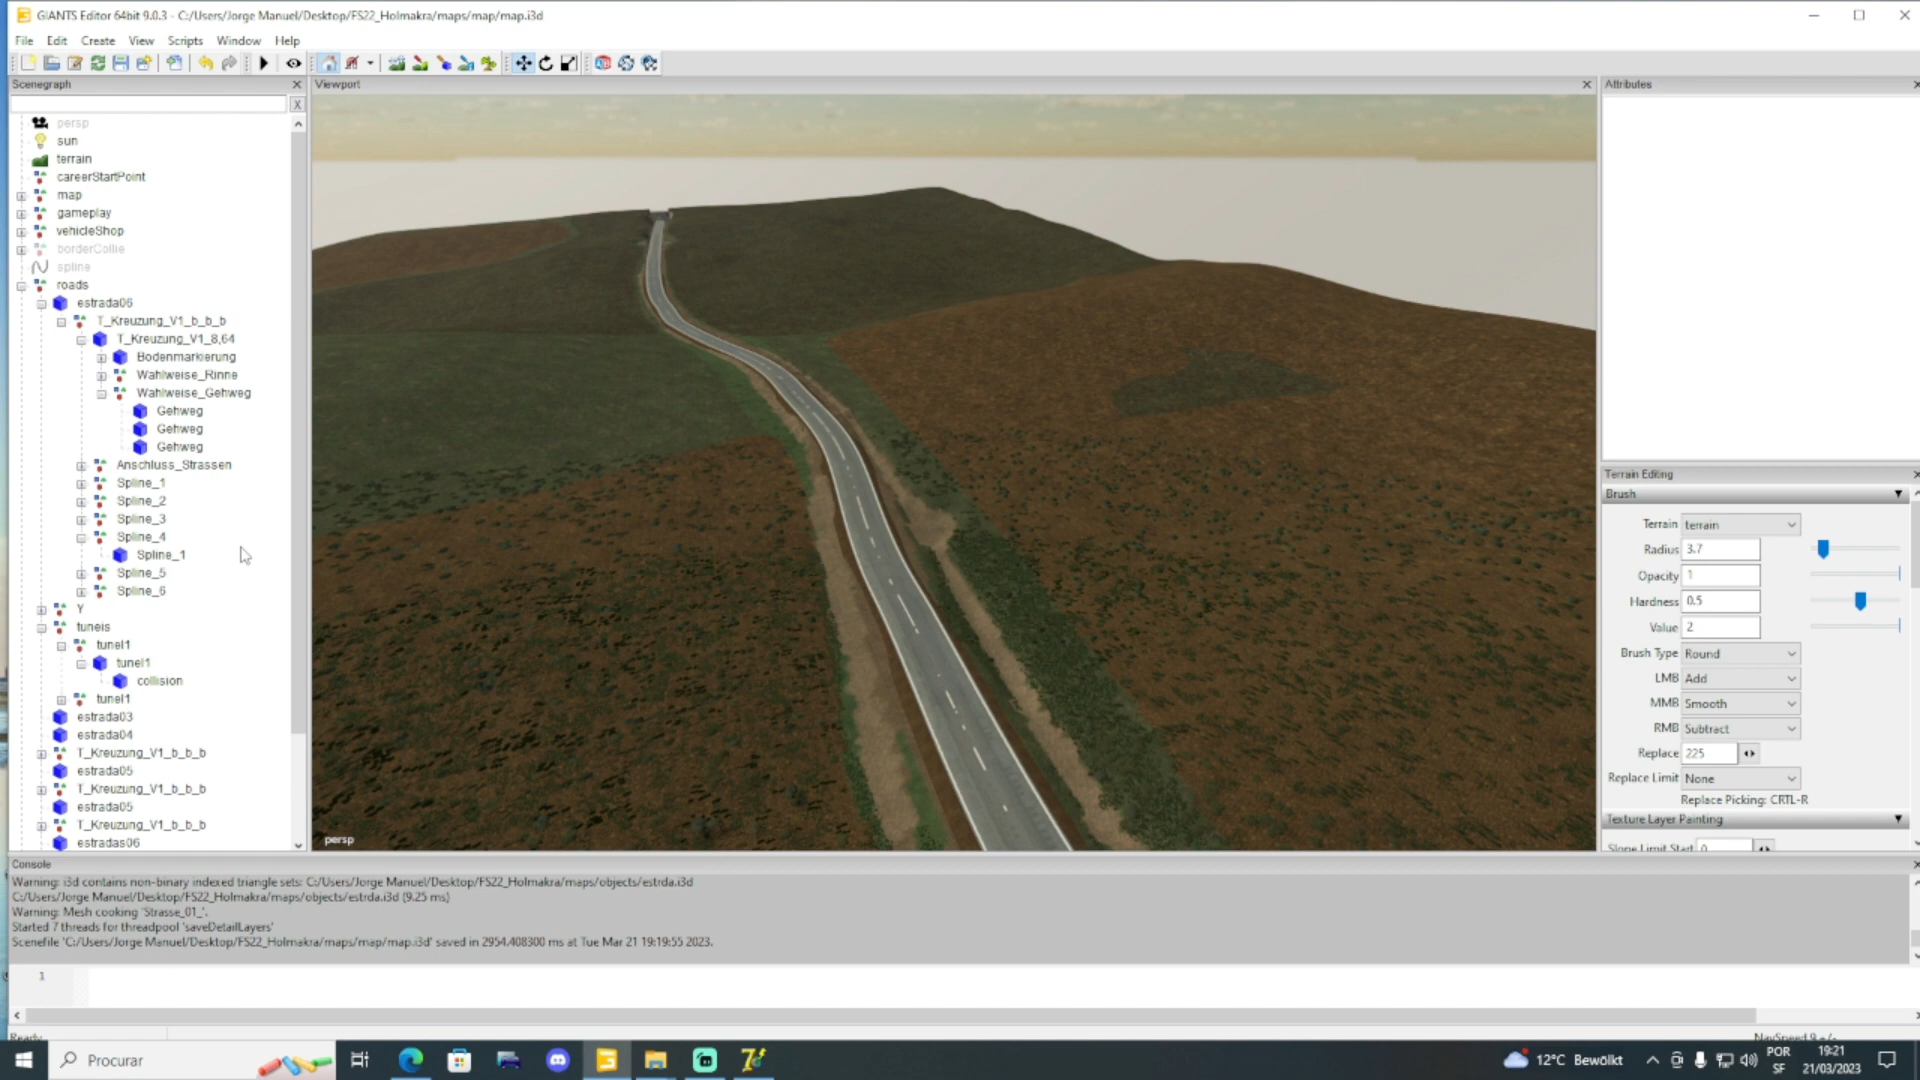 GIANTS Editor 64bit 9.0.3 - C:/Users/Jorge Manuel/Desktop/FS22_Holmakra/maps/map/map.i3d
File Edit Create View Scripts Window Help
Scenegraph
X
persp
sun
terrain
careerStartPoint
map
gameplay
vehicleShop
borderCollie
spline
roads
estrada06
T_Kreuzung_V1_b_b_b
T_Kreuzung_V1_8,64
Bodenmarkierung
Wahlweise_Rinne
Wahlweise_Gehweg
Gehweg
Gehweg
Gehweg
Anschluss_Strassen
Spline_1
Spline_2
Spline_3
Spline_4
Spline_1
Spline_5
Spline_6
Y
tuneis
tunel1
tunel1
collision
tunel1
estrada03
estrada04
T_Kreuzung_V1_b_b_b
estrada05
T_Kreuzung_V1_b_b_b
estrada05
T_Kreuzung_V1_b_b_b
estradas06
Viewport
persp
Attributes
Terrain Editing
Brush
Terrain terrain
Radius 3.7
Opacity 1
Hardness 0.5
Value 2
Brush Type Round
LMB Add
MMB Smooth
RMB Subtract
Replace 225
Replace Limit None
Replace Picking: CRTL-R
Texture Layer Painting
Slope Limit Start 0
Console
Warning: i3d contains non-binary indexed triangle sets: C:/Users/Jorge Manuel/Desktop/FS22_Holmakra/maps/objects/estrda.i3d
C:/Users/Jorge Manuel/Desktop/FS22_Holmakra/maps/objects/estrda.i3d (9.25 ms)
Warning: Mesh cooking 'Strasse_01_'.
Started 7 threads for threadpool 'saveDetailLayers'
Scenefile 'C:/Users/Jorge Manuel/Desktop/FS22_Holmakra/maps/map/map.i3d' saved in 2954.408300 ms at Tue Mar 21 19:19:55 2023.
1
Ready
NavSpeed 9 +/-
Procurar
12°C Bewölkt
POR
SF
19:21
21/03/2023